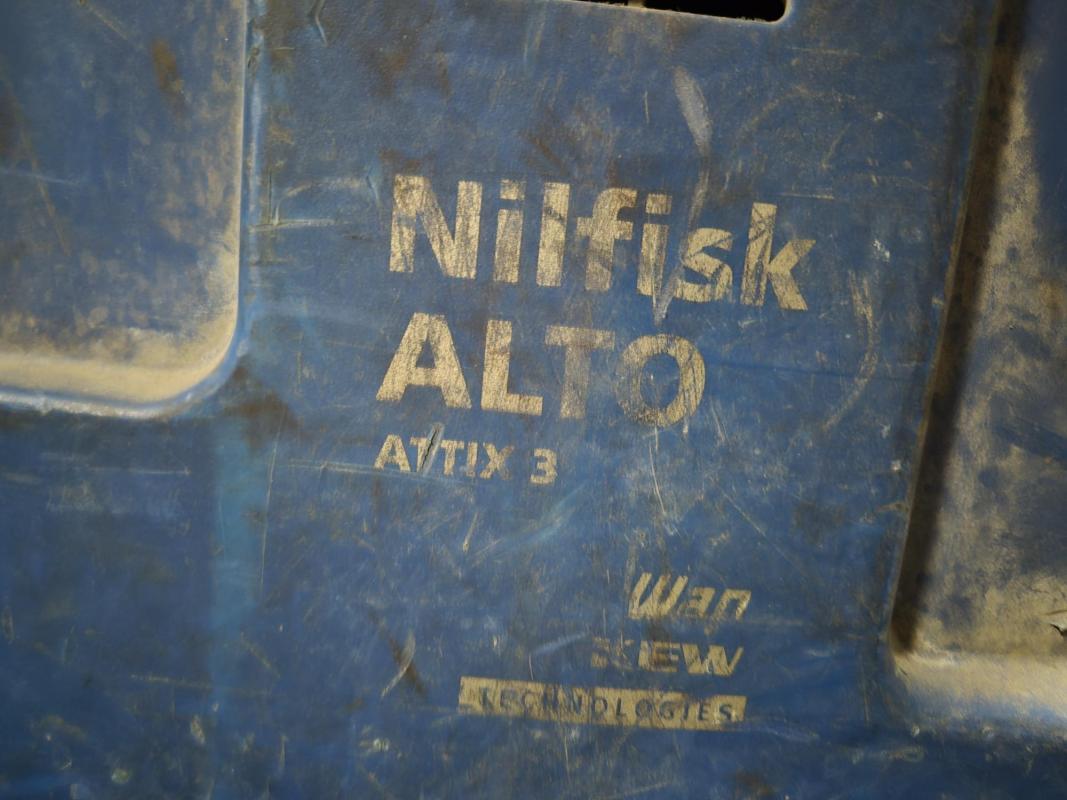 Nilfisk
ALTO
ATTIX 3
Wap
KEW
TECHNOLOGIES